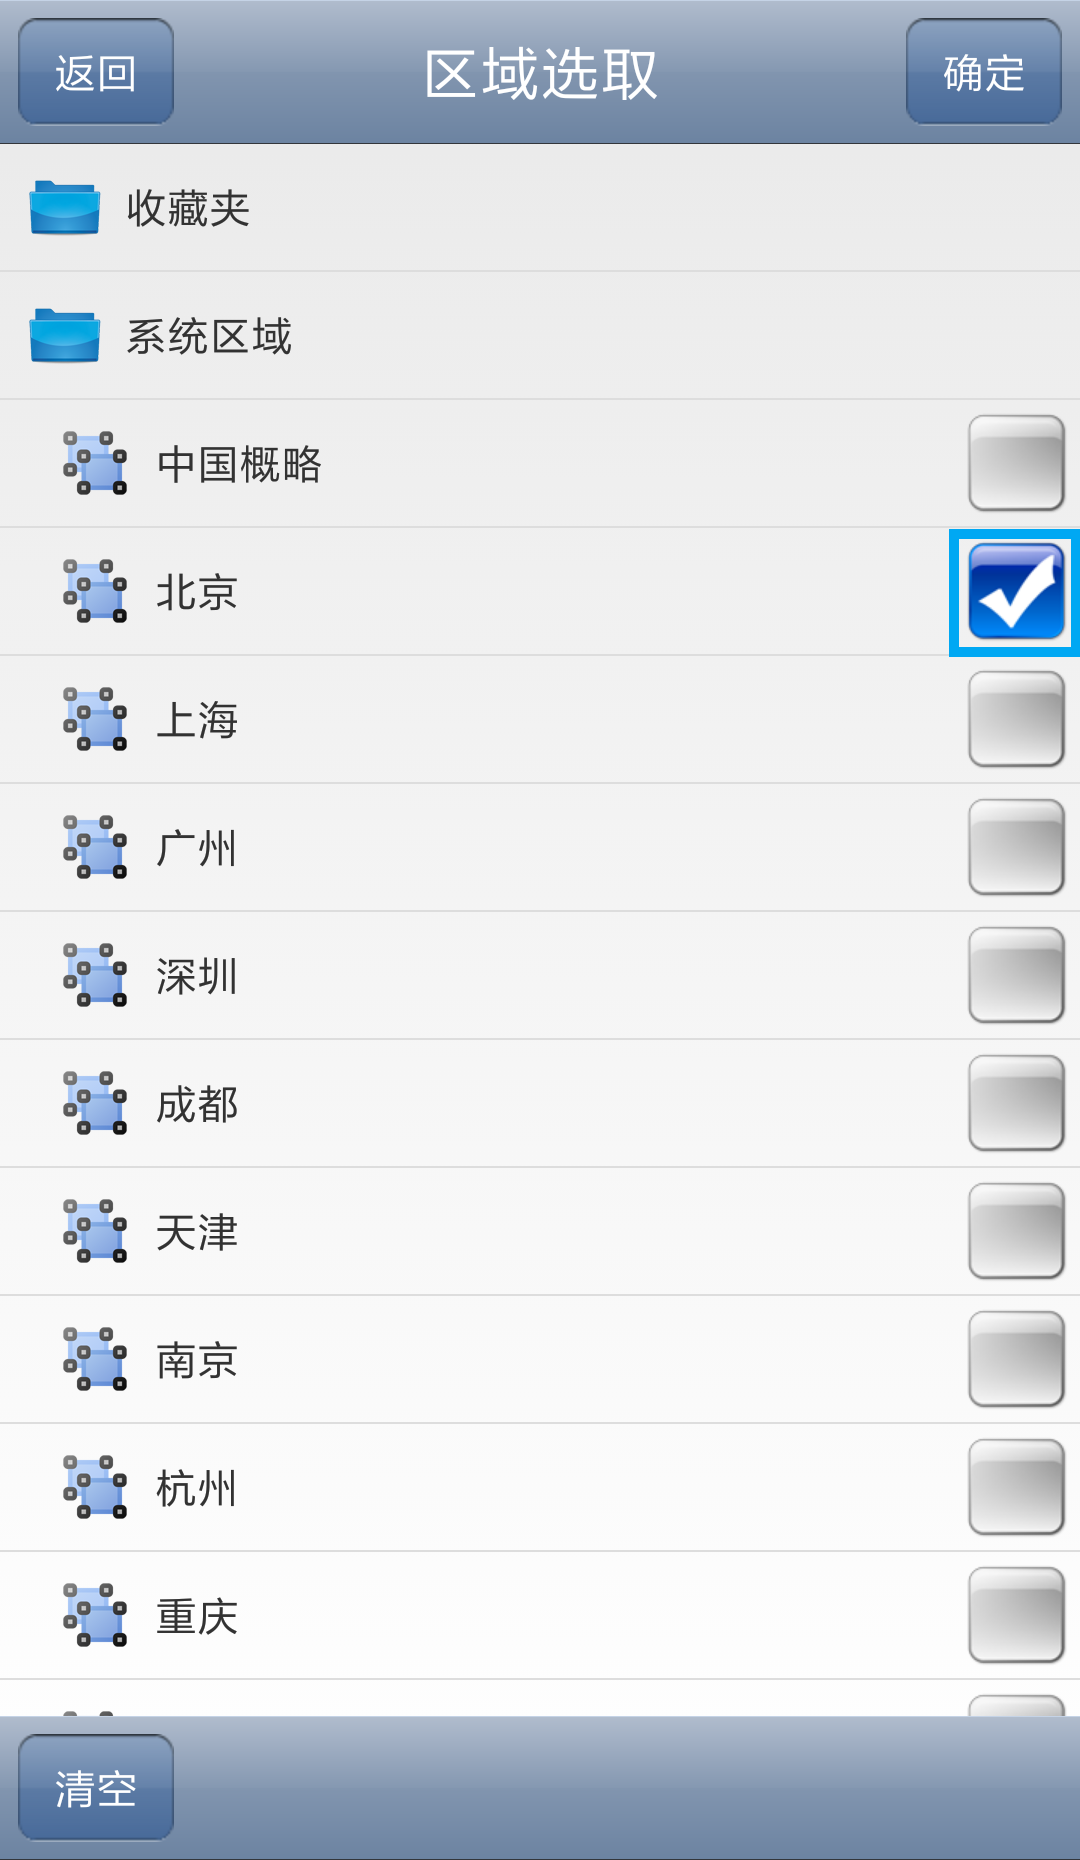 返回
区域选取
确定
收藏夹
系统区域
中国概略
北京
上海
广州
深圳
成都
天津
南京
杭州
重庆
清空